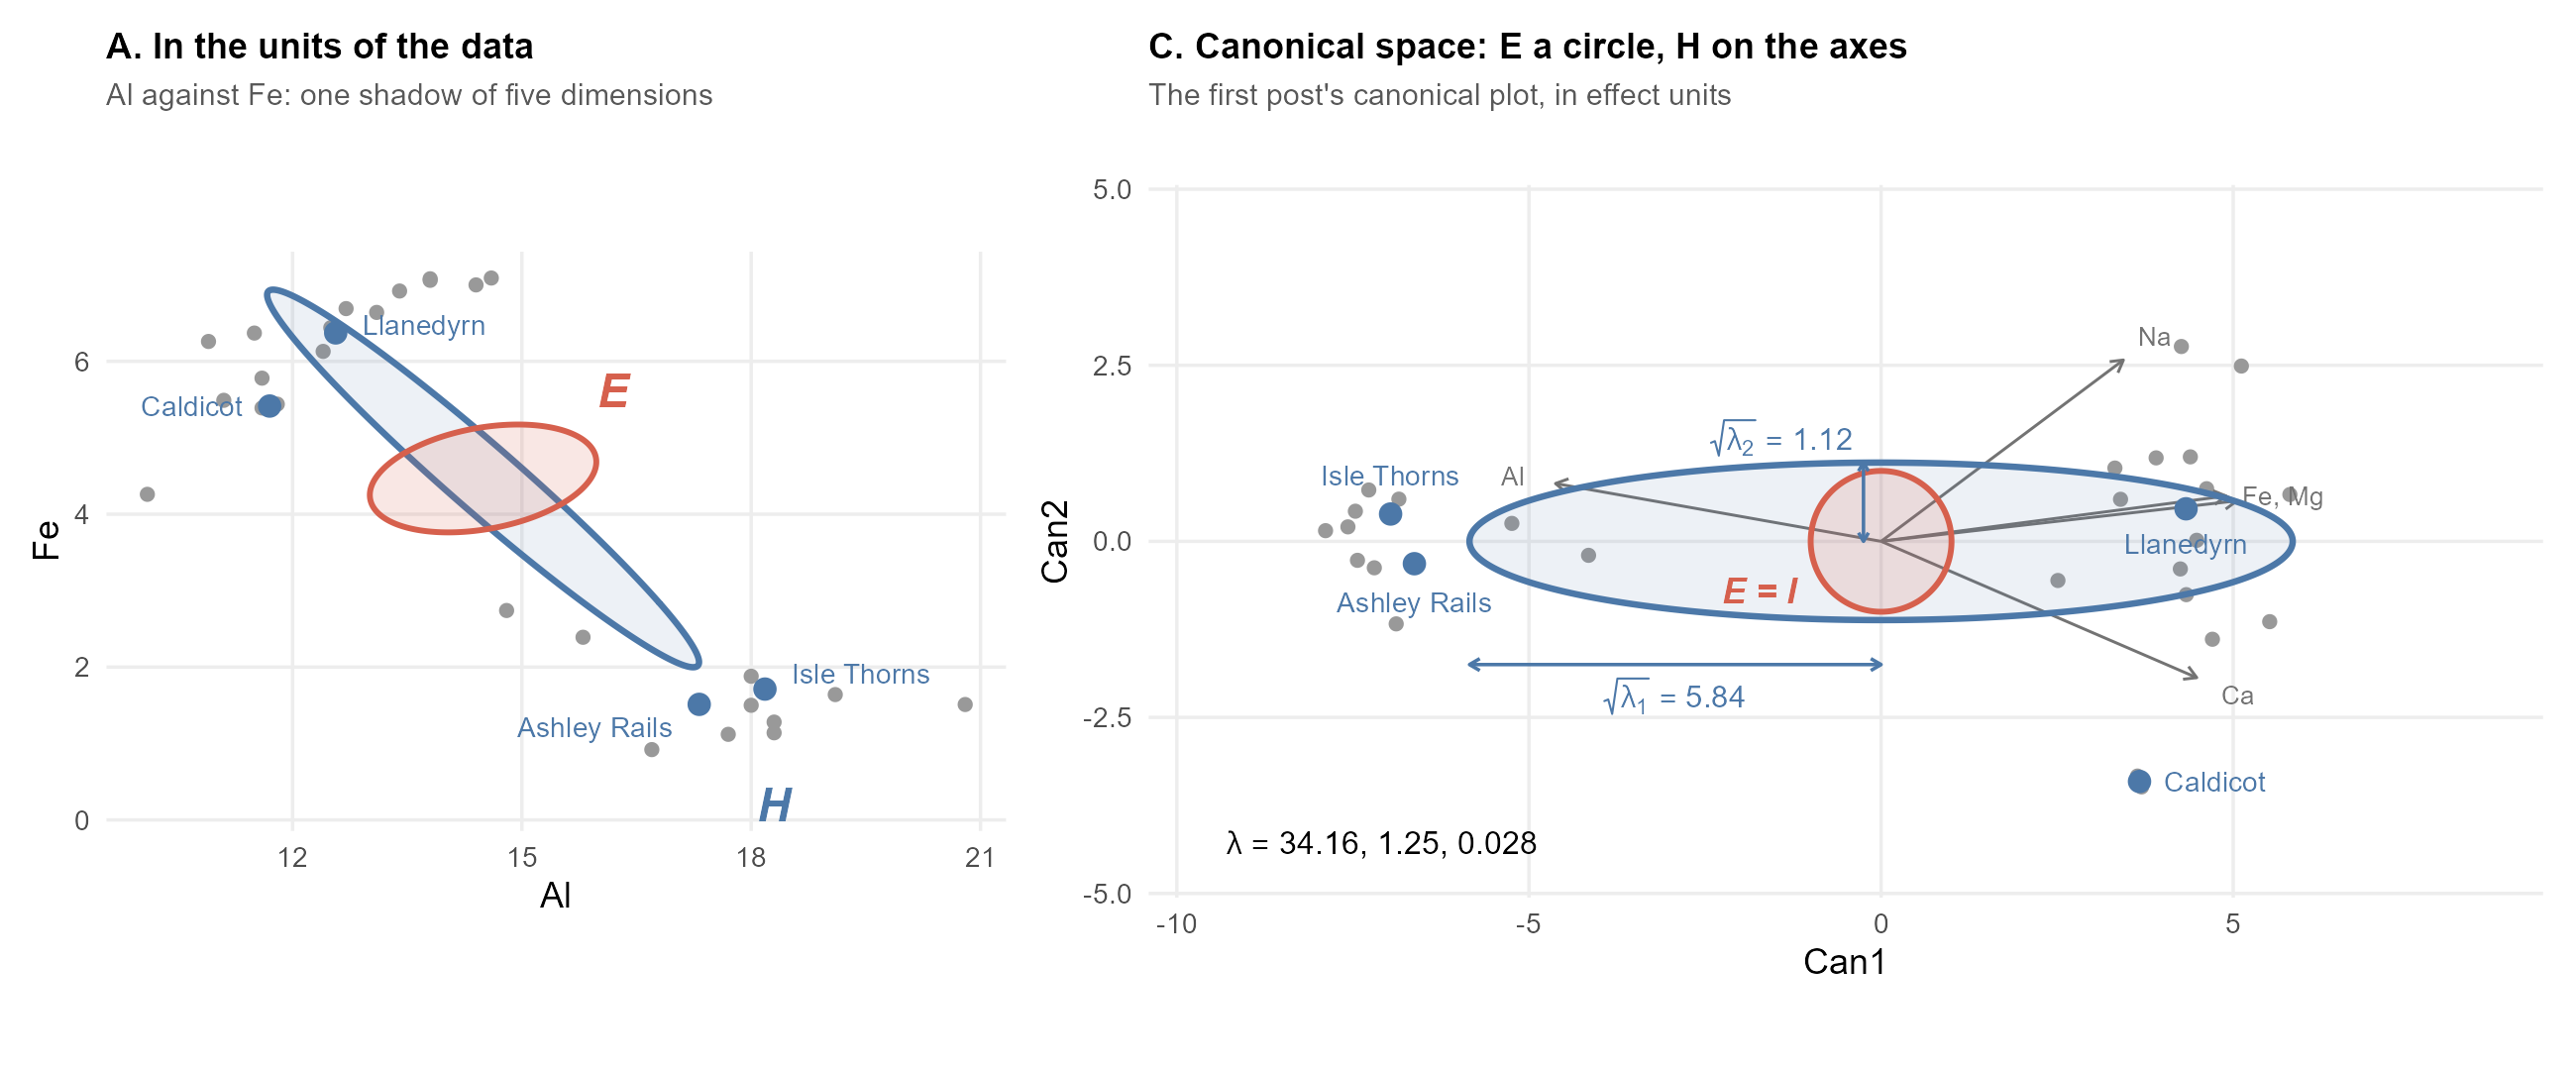 A. In the units of the data
Al against Fe: one shadow of five dimensions
Fe
6
4
2
0
12
15
18
21
Al
Llanedyrn
Caldicot
E
Isle Thorns
Ashley Rails
H
C. Canonical space: E a circle, H on the axes
The first post's canonical plot, in effect units
Can2
5.0
2.5
0.0
-2.5
-5.0
-10
-5
0
5
Can1
Na
√λ2 = 1.12
Isle Thorns
Al
Fe, Mg
Llanedyrn
E = I
Ashley Rails
√λ1 = 5.84
Ca
Caldicot
λ = 34.16, 1.25, 0.028